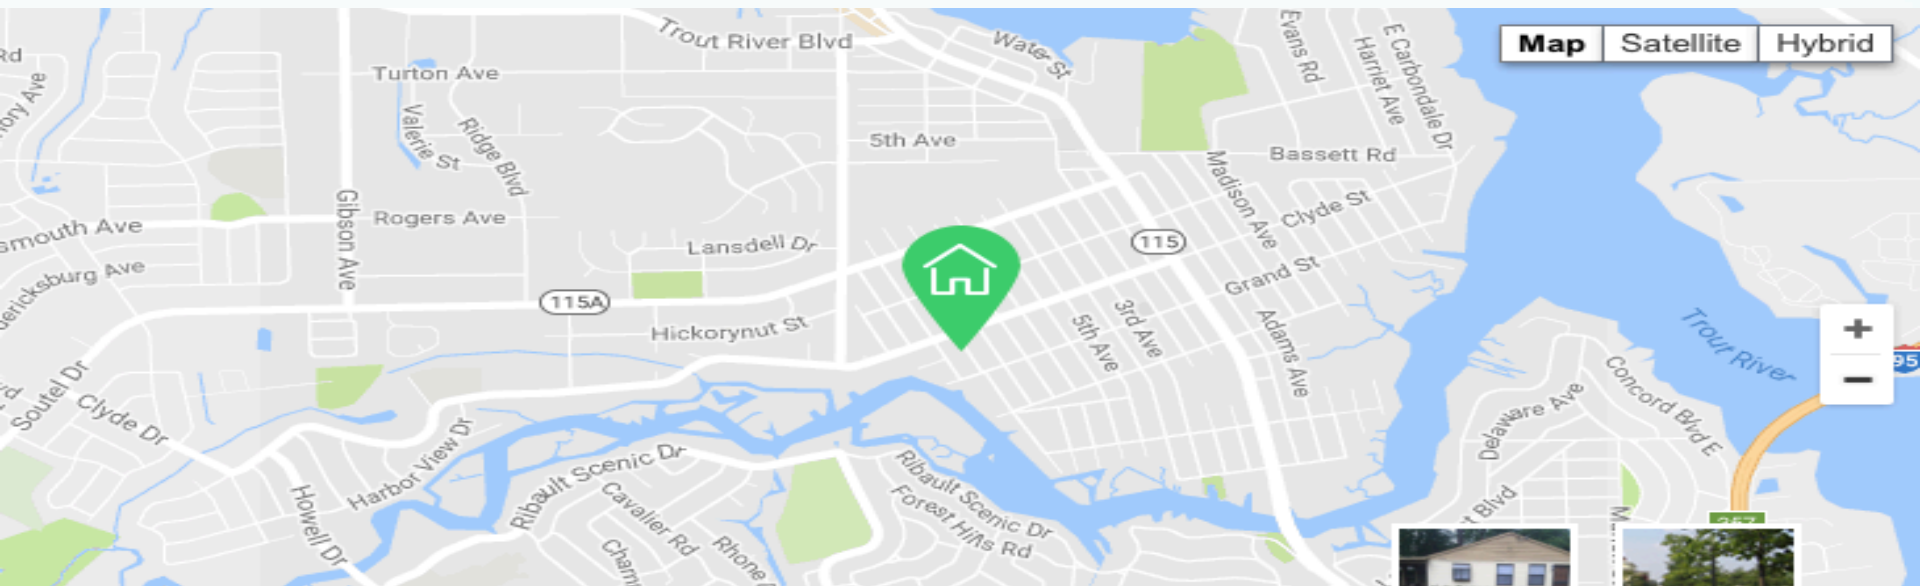 Trout River Blvd
Water St
Evans Rd
Harriet Ave
E Carbondale Dr
Map
Satellite
Hybrid
Rd
Turton Ave
Valerie St
Ridge Blvd
5th Ave
Bassett Rd
Madison Ave
Clyde St
Gibson Ave
Rogers Ave
smouth Ave
Lansdell Dr
115
ericksburg Ave
Grand St
115A
Hickorynut St
3rd Ave
5th Ave
Adams Ave
Trout River
+
95
−
Soutel Dr
Clyde Dr
Concord Blvd E
Delaware Ave
Harbor View Dr
Ribault Scenic Dr
Ribault Scenic Dr
Forest Hills Rd
Cavalier Rd
Howell Dr
Rhone
Cham
t Blvd